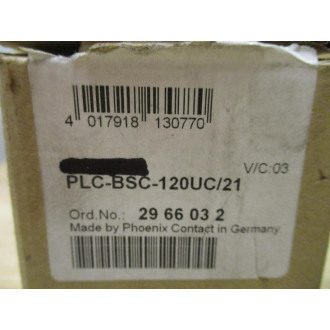 4 017918 130770
V/C:03
PLC-BSC-120UC/21
Ord.No.: 29 66 03 2
Made by Phoenix Contact in Germany